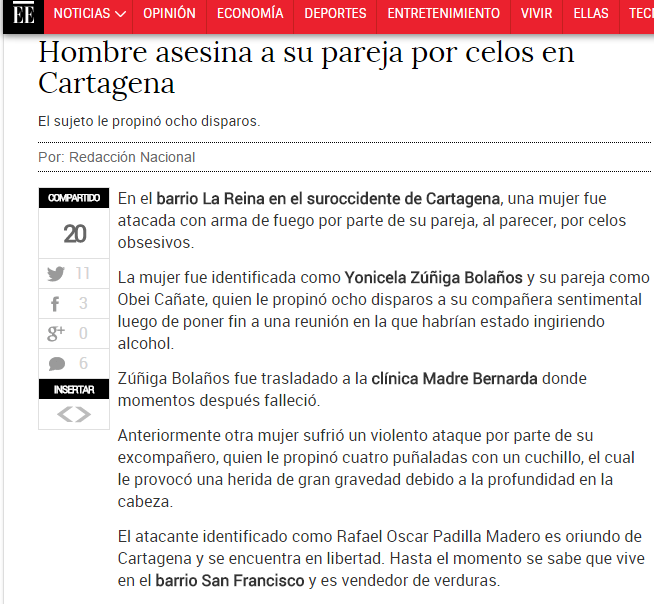 EE NOTICIAS OPINIÓN ECONOMÍA DEPORTES ENTRETENIMIENTO VIVIR ELLAS TEC
Hombre asesina a su pareja por celos en
Cartagena
El sujeto le propinó ocho disparos.
Por: Redacción Nacional
COMPARTIDO
20
11
f 3
g+ 0
6
INSERTAR
<>
En el barrio La Reina en el suroccidente de Cartagena, una mujer fue
atacada con arma de fuego por parte de su pareja, al parecer, por celos
obsesivos.
La mujer fue identificada como Yonicela Zúñiga Bolaños y su pareja como
Obei Cañate, quien le propinó ocho disparos a su compañera sentimental
luego de poner fin a una reunión en la que habrían estado ingiriendo
alcohol.
Zúñiga Bolaños fue trasladado a la clínica Madre Bernarda donde
momentos después falleció.
Anteriormente otra mujer sufrió un violento ataque por parte de su
excompañero, quien le propinó cuatro puñaladas con un cuchillo, el cual
le provocó una herida de gran gravedad debido a la profundidad en la
cabeza.
El atacante identificado como Rafael Oscar Padilla Madero es oriundo de
Cartagena y se encuentra en libertad. Hasta el momento se sabe que vive
en el barrio San Francisco y es vendedor de verduras.